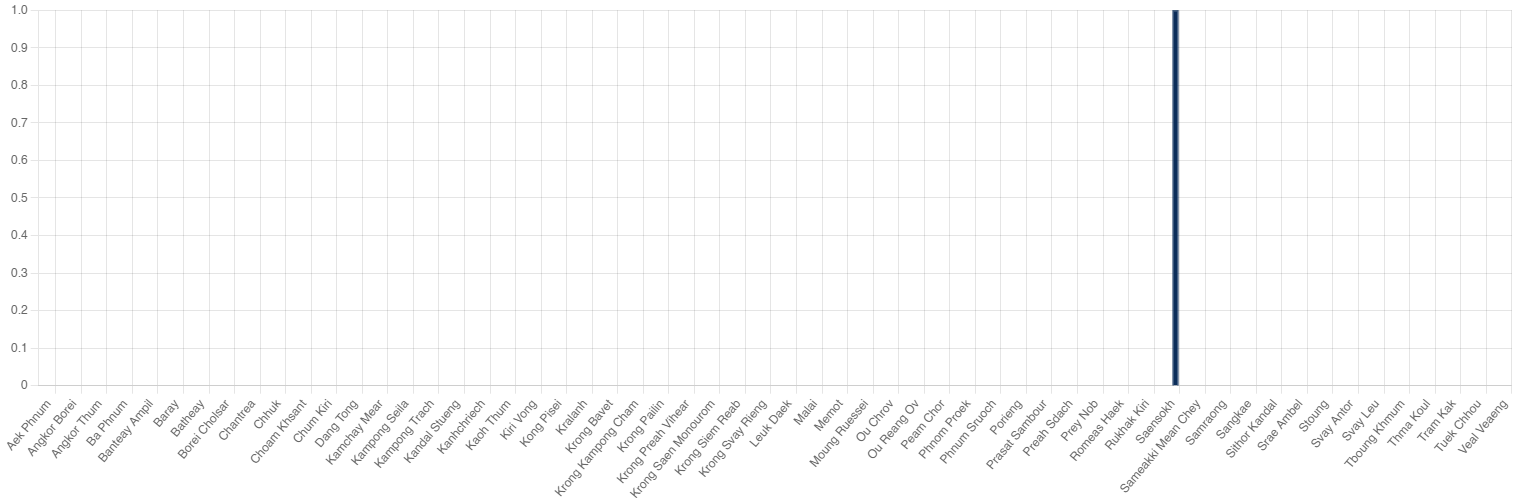 1.0
0.9
0.8
0.7
0.6
0.5
0.4
0.3
0.2
0.1
0
Aek Phnum
Angkor Borei
Angkor Thum
Ba Phnum
Banteay Ampil
Baray
Batheay
Borei Cholsar
Chantrea
Chhuk
Choam Khsant
Chum Kiri
Dang Tong
Kamchay Mear
Kampong Seila
Kampong Trach
Kandal Stueng
Kanhchriech
Kaoh Thum
Kiri Vong
Kong Pisei
Kralanh
Krong Bavet
Krong Kampong Cham
Krong Pailin
Krong Preah Vihear
Krong Saen Monourom
Krong Siem Reab
Krong Svay Rieng
Leuk Daek
Malai
Memot
Moung Ruessei
Ou Chrov
Ou Reang Ov
Peam Chor
Phnom Proek
Phnum Sruoch
Porieng
Prasat Sambour
Preah Sdach
Prey Nob
Romeas Haek
Rukhak Kiri
Saensokh
Sameakki Mean Chey
Samraong
Sangkae
Sithor Kandal
Srae Ambel
Stoung
Svay Antor
Svay Leu
Tboung Khmum
Thma Koul
Tram Kak
Tuek Chhou
Veal Veaeng